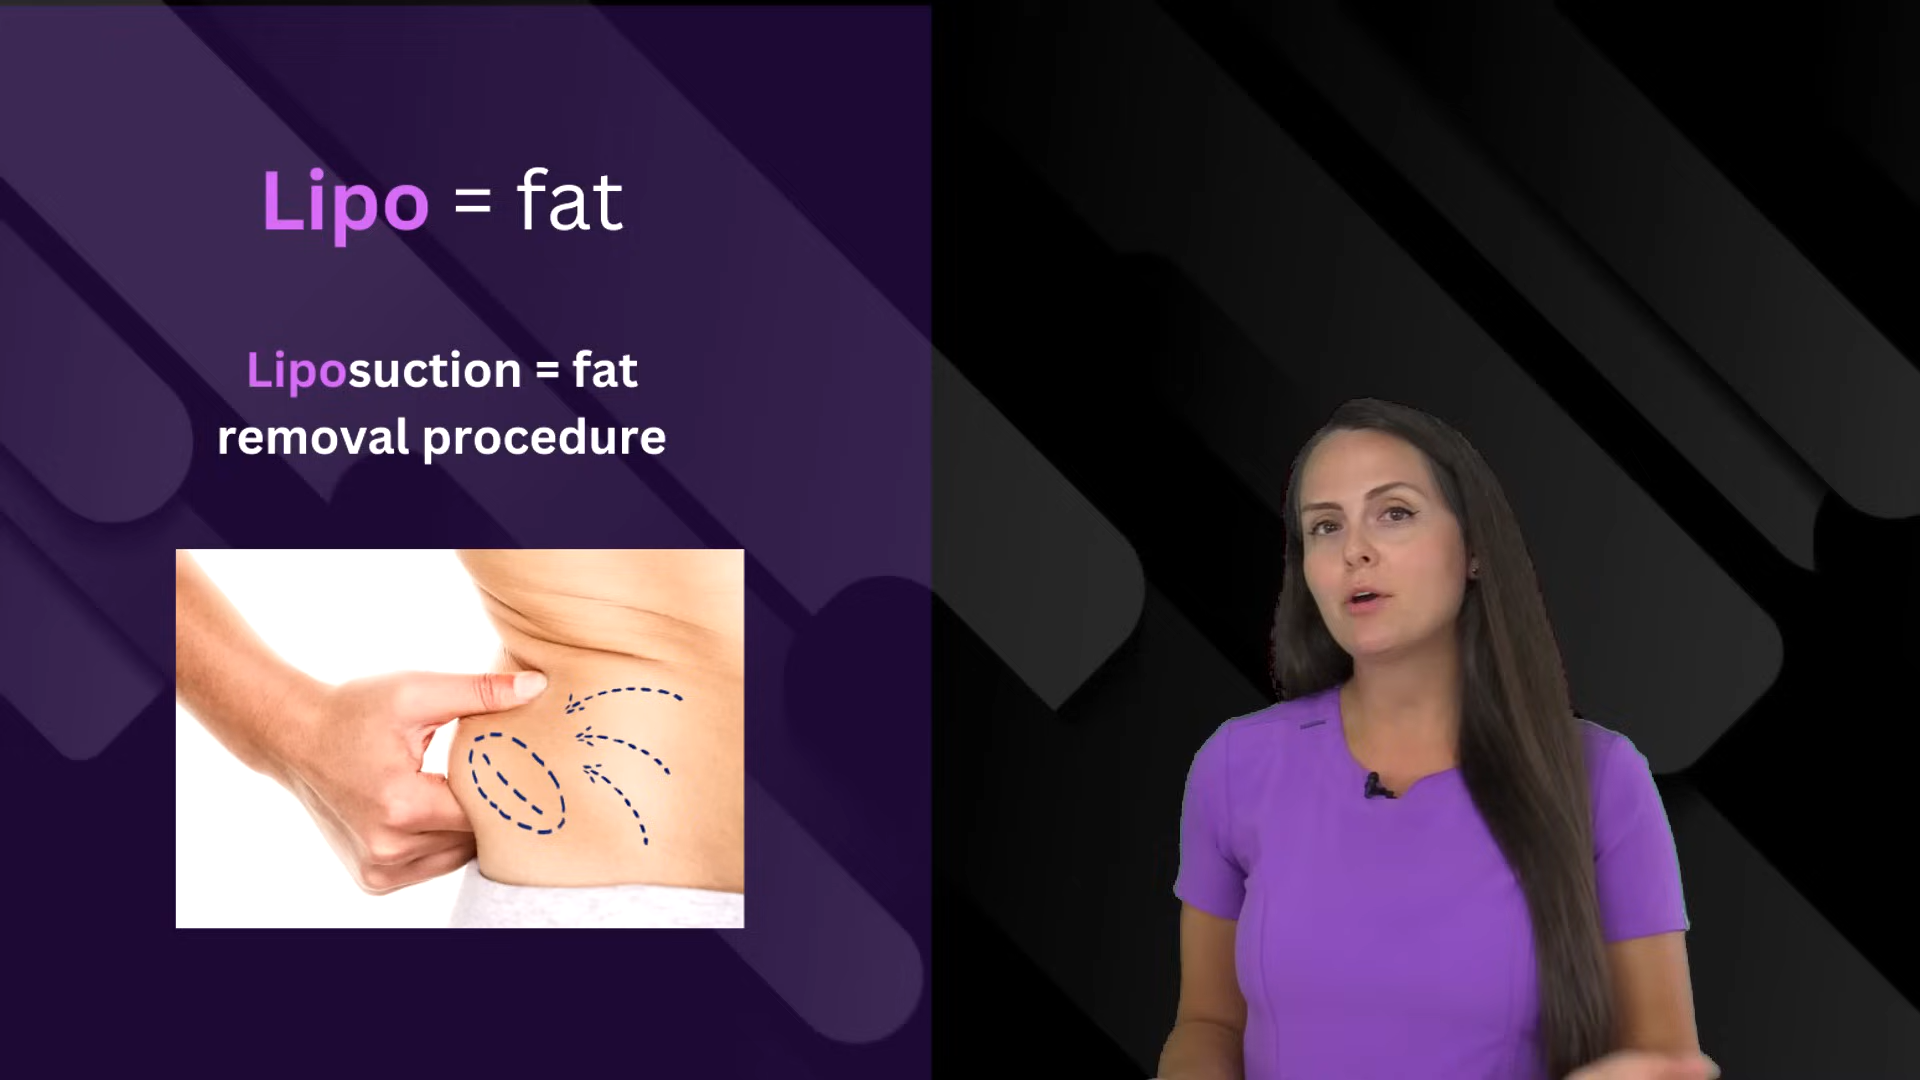 Lipo = fat
Liposuction = fat
removal procedure